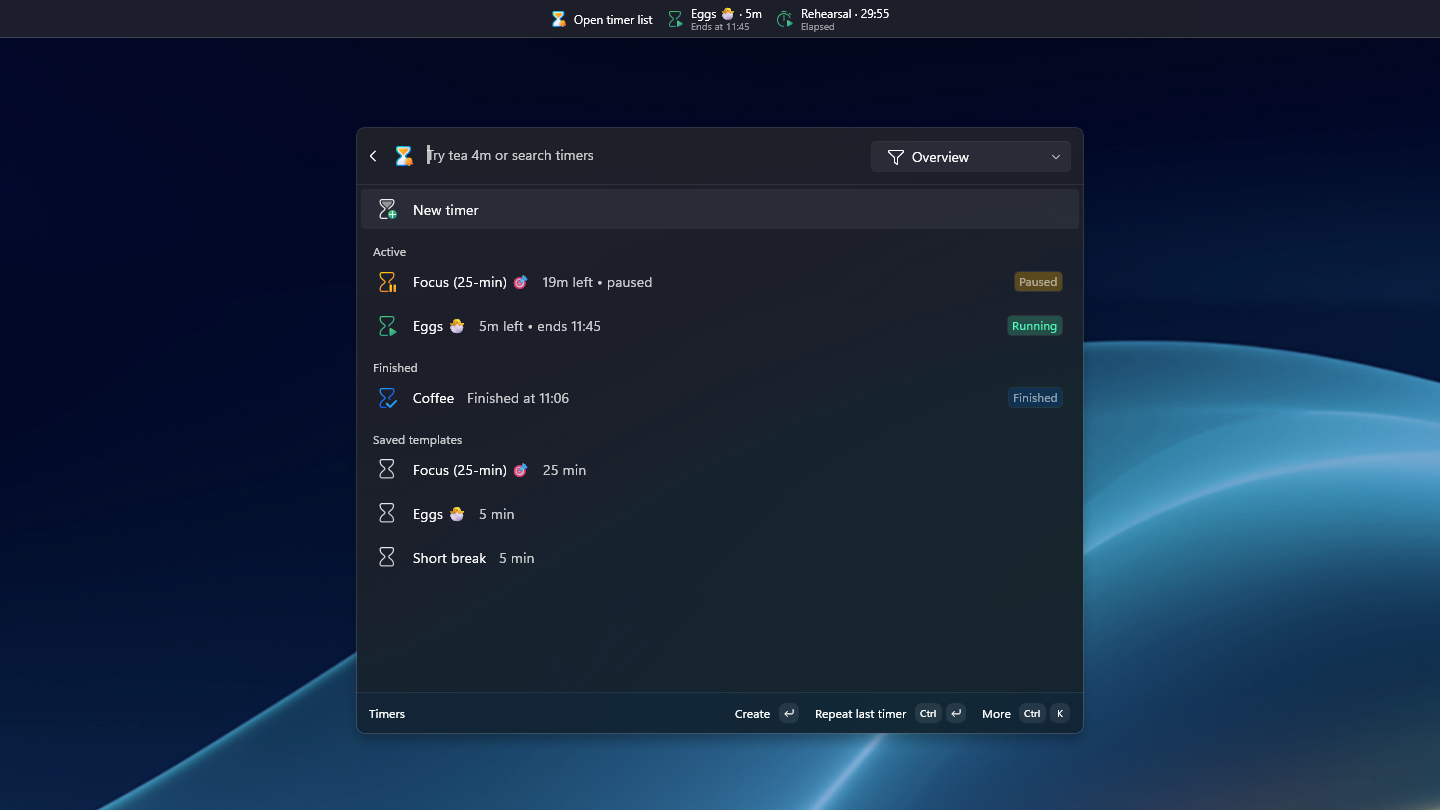 Open timer list
Eggs 🐣 · 5m
Ends at 11:45
Rehearsal · 29:55
Elapsed
Try tea 4m or search timers
Overview
New timer
Active
Focus (25-min) 🎯 19m left • paused
Paused
Eggs 🐣 5m left • ends 11:45
Running
Finished
Coffee Finished at 11:06
Finished
Saved templates
Focus (25-min) 🎯 25 min
Eggs 🐣 5 min
Short break 5 min
Timers
Create ↵
Repeat last timer Ctrl ↵
More Ctrl K